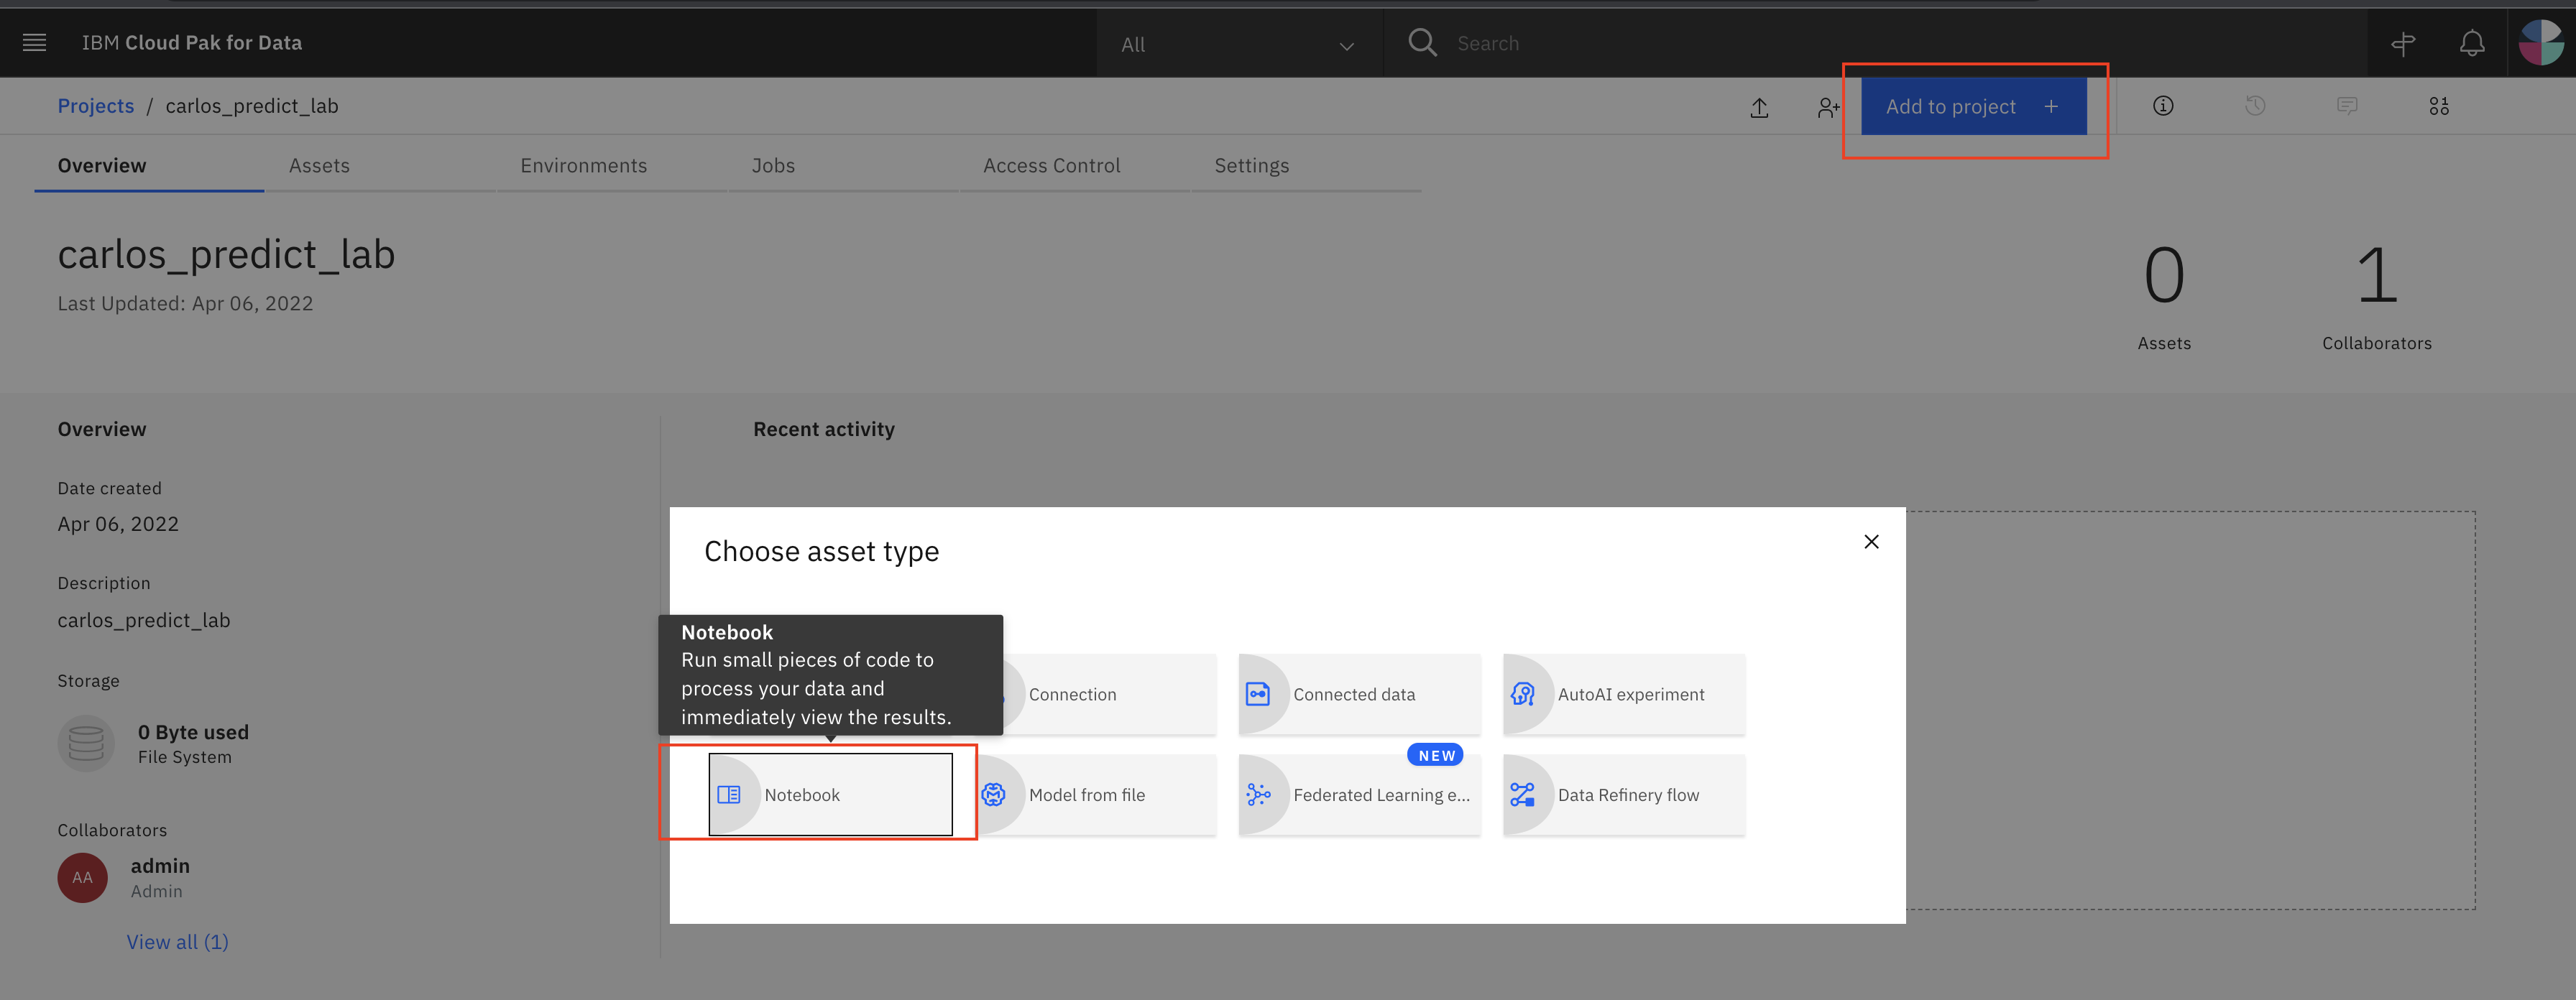 IBM Cloud Pak for Data
All
Search
Projects / carlos_predict_lab
Add to project +
Overview
Assets
Environments
Jobs
Access Control
Settings
carlos_predict_lab
Last Updated: Apr 06, 2022
0
Assets
1
Collaborators
Overview
Date created
Apr 06, 2022
Description
carlos_predict_lab
Storage
0 Byte used
File System
Collaborators
AA
admin
Admin
View all (1)
Recent activity
Choose asset type
Notebook
Run small pieces of code to
process your data and
immediately view the results.
Connection
Connected data
AutoAI experiment
Notebook
Model from file
NEW
Federated Learning e...
Data Refinery flow